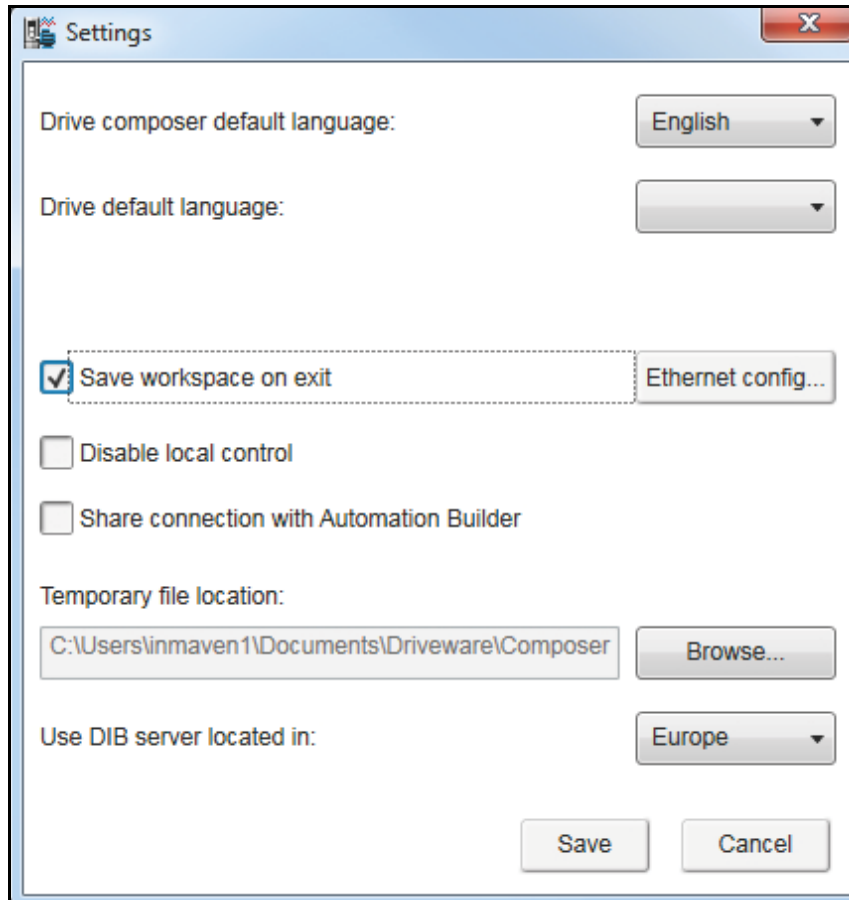 Settings
Drive composer default language:
English
Drive default language:
Save workspace on exit
Ethernet config...
Disable local control
Share connection with Automation Builder
Temporary file location:
C:\Users\inmaven1\Documents\Driveware\Composer
Browse...
Use DIB server located in:
Europe
Save
Cancel